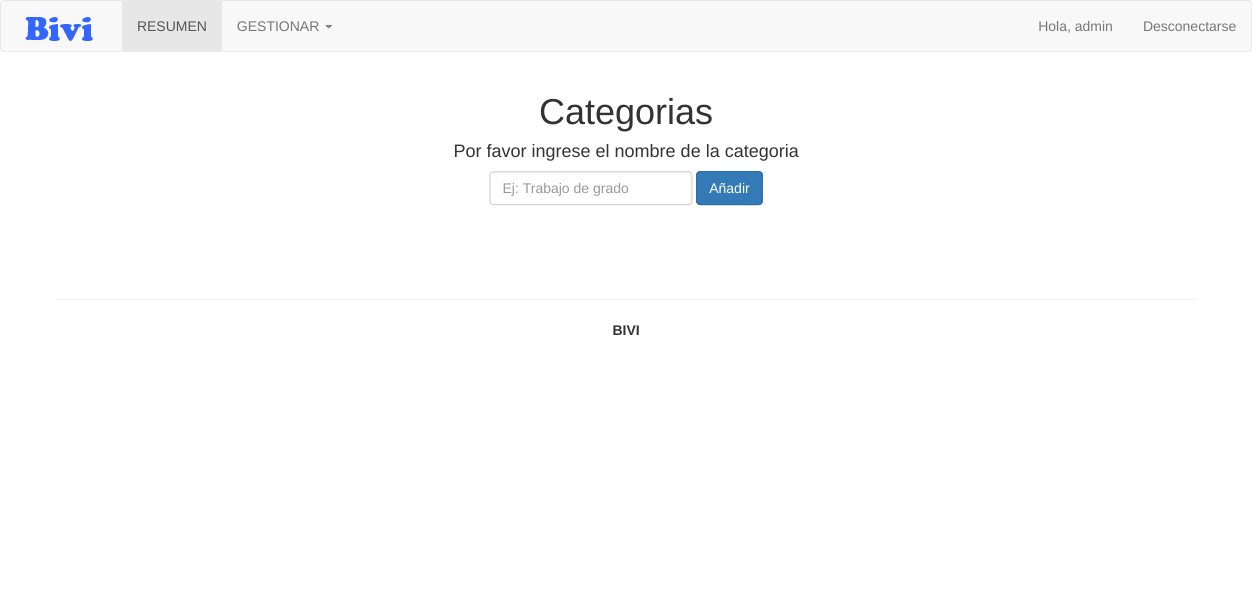 Bivi RESUMEN GESTIONAR Hola, admin Desconectarse
Categorias
Por favor ingrese el nombre de la categoria
Ej: Trabajo de grado Añadir
BIVI